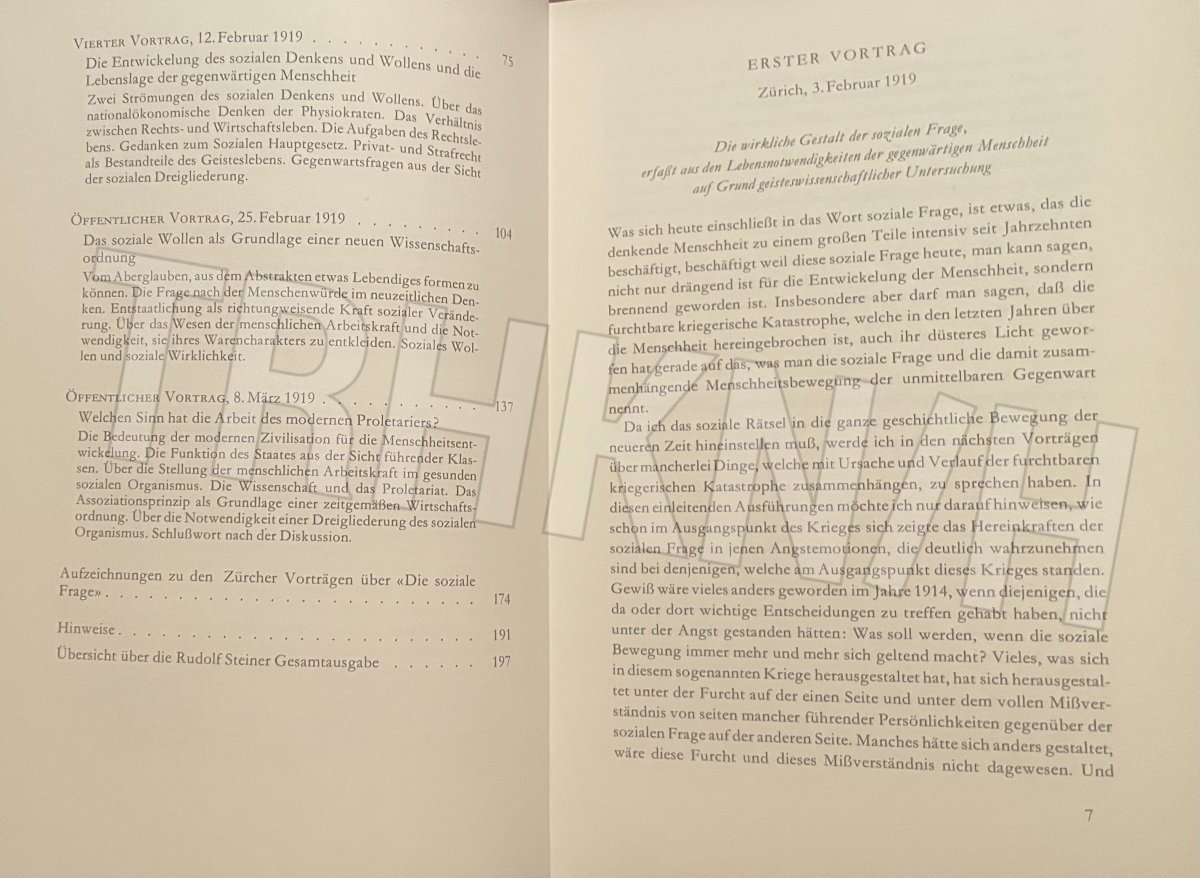 VIERTER VORTRAG, 12. Februar 1919 . . . . . . . . . . . . 75
Die Entwickelung des sozialen Denkens und Wollens und die
Lebenslage der gegenwärtigen Menschheit
Zwei Strömungen des sozialen Denkens und Wollens. Über das
nationalökonomische Denken der Physiokraten. Das Verhältnis
zwischen Rechts- und Wirtschaftsleben. Die Aufgaben des Rechtsle-
bens. Gedanken zum Sozialen Hauptgesetz. Privat- und Strafrecht
als Bestandteile des Geisteslebens. Gegenwartsfragen aus der Sicht
der sozialen Dreigliederung.
ÖFFENTLICHER VORTRAG, 25. Februar 1919 . . . . . . . . . 104
Das soziale Wollen als Grundlage einer neuen Wissenschafts-
ordnung
Vom Aberglauben, aus dem Abstrakten etwas Lebendiges formen zu
können. Die Frage nach der Menschenwürde im neuzeitlichen Den-
ken. Entstaatlichung als richtungweisende Kraft sozialer Verände-
rung. Über das Wesen der menschlichen Arbeitskraft und die Not-
wendigkeit, sie ihres Warencharakters zu entkleiden. Soziales Wol-
len und soziale Wirklichkeit.
ÖFFENTLICHER VORTRAG, 8. März 1919 . . . . . . . . . . . 137
Welchen Sinn hat die Arbeit des modernen Proletariers?
Die Bedeutung der modernen Zivilisation für die Menschheitsent-
wickelung. Die Funktion des Staates aus der Sicht führender Klas-
sen. Über die Stellung der menschlichen Arbeitskraft im gesunden
sozialen Organismus. Die Wissenschaft und das Proletariat. Das
Assoziationsprinzip als Grundlage einer zeitgemäßen Wirtschafts-
ordnung. Über die Notwendigkeit einer Dreigliederung des sozialen
Organismus. Schlußwort nach der Diskussion.
Aufzeichnungen zu den Zürcher Vorträgen über «Die soziale
Frage» . . . . . . . . . . . . . . . . . . . . . . . 174
Hinweise . . . . . . . . . . . . . . . . . . . . . . 191
Übersicht über die Rudolf Steiner Gesamtausgabe . . . . . . 197
ERSTER VORTRAG
Zürich, 3. Februar 1919
Die wirkliche Gestalt der sozialen Frage,
erfaßt aus den Lebensnotwendigkeiten der gegenwärtigen Menschheit
auf Grund geisteswissenschaftlicher Untersuchung
Was sich heute einschließt in das Wort soziale Frage, ist etwas, das die
denkende Menschheit zu einem großen Teile intensiv seit Jahrzehnten
beschäftigt, beschäftigt weil diese soziale Frage heute, man kann sagen,
nicht nur drängend ist für die Entwickelung der Menschheit, sondern
brennend geworden ist. Insbesondere aber darf man sagen, daß die
furchtbare kriegerische Katastrophe, welche in den letzten Jahren über
die Menschheit hereingebrochen ist, auch ihr düsteres Licht gewor-
fen hat gerade auf das, was man die soziale Frage und die damit zusam-
menhängende Menschheitsbewegung der unmittelbaren Gegenwart
nennt.
Da ich das soziale Rätsel in die ganze geschichtliche Bewegung der
neueren Zeit hineinstellen muß, werde ich in den nächsten Vorträgen
über mancherlei Dinge, welche mit Ursache und Verlauf der furchtbaren
kriegerischen Katastrophe zusammenhängen, zu sprechen haben. In
diesen einleitenden Ausführungen möchte ich nur darauf hinweisen, wie
schon im Ausgangspunkt des Krieges sich zeigte das Hereinkraften der
sozialen Frage in jenen Angstemotionen, die deutlich wahrzunehmen
sind bei denjenigen, welche am Ausgangspunkt dieses Krieges standen.
Gewiß wäre vieles anders geworden im Jahre 1914, wenn diejenigen, die
da oder dort wichtige Entscheidungen zu treffen gehabt haben, nicht
unter der Angst gestanden hätten: Was soll werden, wenn die soziale
Bewegung immer mehr und mehr sich geltend macht? Vieles, was sich
in diesem sogenannten Kriege herausgestaltet hat, hat sich herausgestal-
tet unter der Furcht auf der einen Seite und unter dem vollen Mißver-
ständnis von seiten mancher führender Persönlichkeiten gegenüber der
sozialen Frage auf der anderen Seite. Manches hätte sich anders gestaltet,
wäre diese Furcht und dieses Mißverständnis nicht dagewesen. Und
7